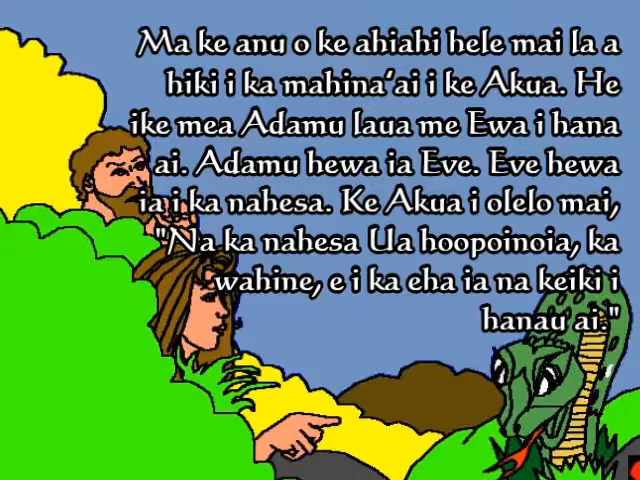 Ma ke anu o ke ahiahi hele mai la a
hiki i ka mahina‘ai i ke Akua. He
ike mea Adamu laua me Ewa i hana
ai. Adamu hewa ia Eve. Eve hewa
ia i ka nahesa. Ke Akua i olelo mai,
"Na ka nahesa Ua hoopoinoia, ka
wahine, e i ka eha ia na keiki i
hanau ai."